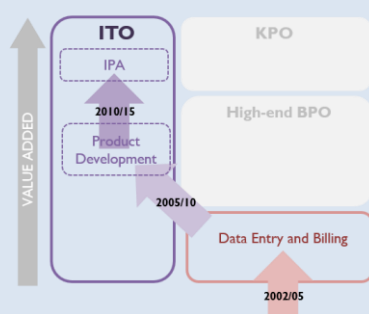 ITO
KPO
IPA
2010/15
High-end BPO
Product
Development
VALUE ADDED
2005/10
Data Entry and Billing
2002/05